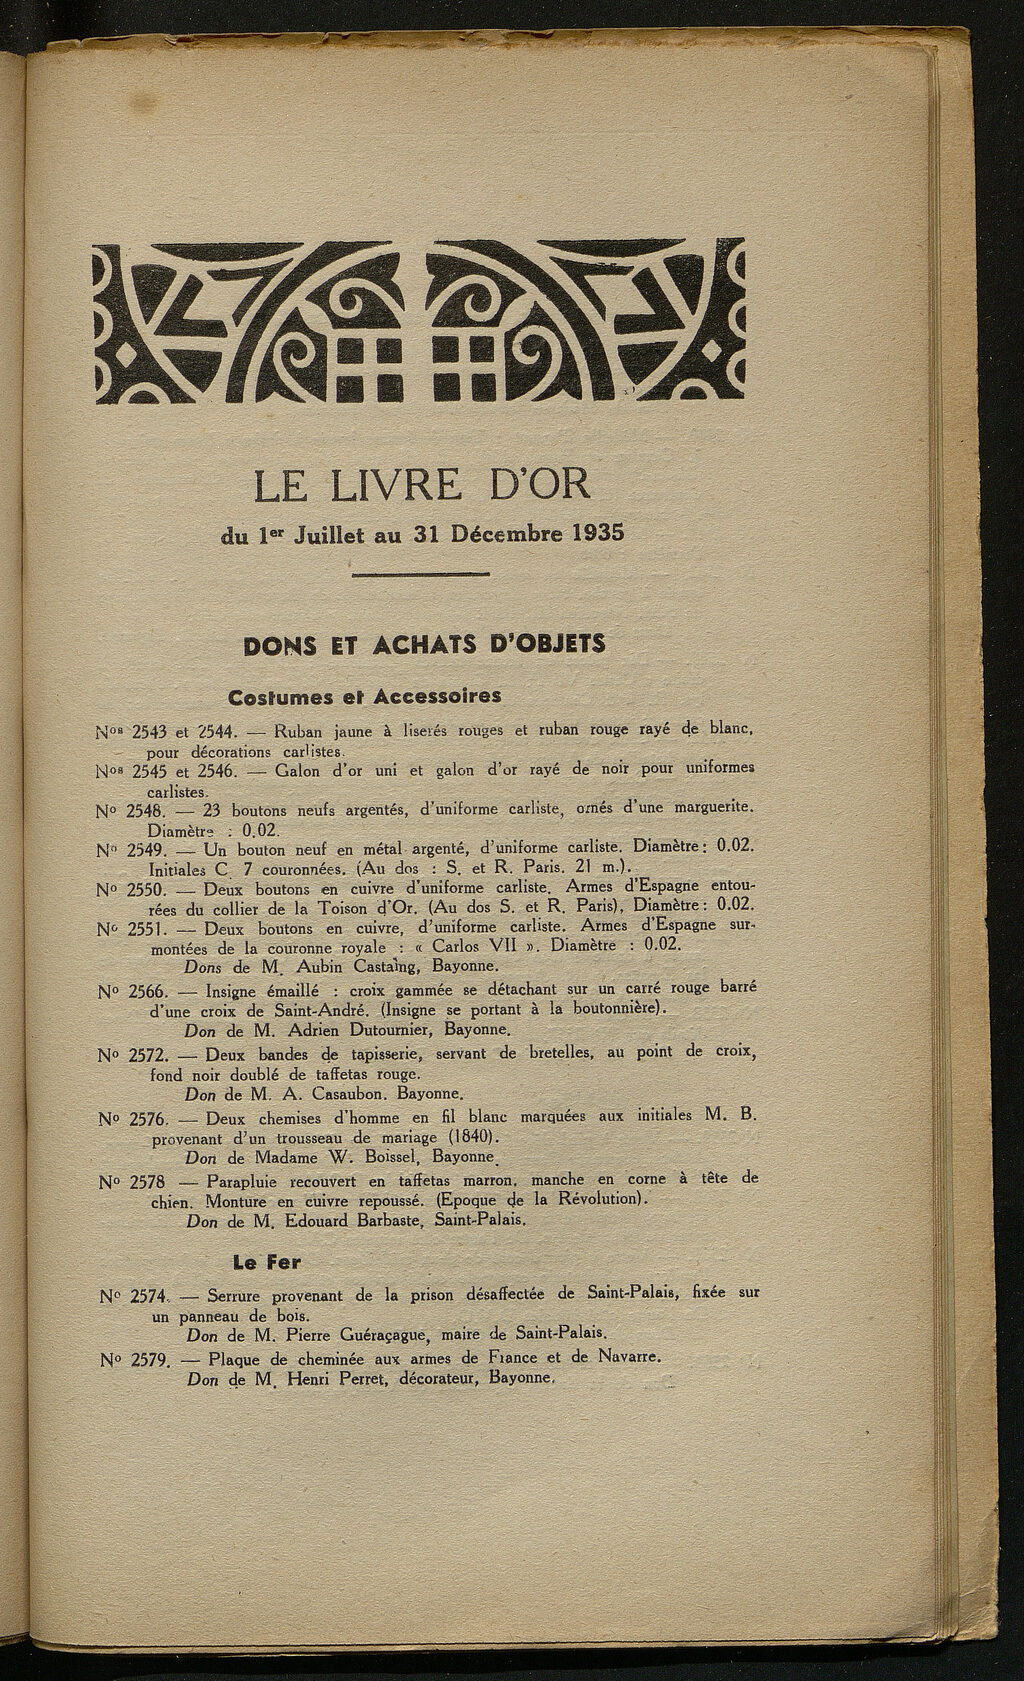 LE LIVRE D'OR
du 1er Juillet au 31 Décembre 1935
DONS ET ACHATS D'OBJETS
Costumes et Accessoires
Nos 2543 et 2544. — Ruban jaune à liserés rouges et ruban rouge rayé de blanc,
pour décorations carlistes.
Nos 2545 et 2546. — Galon d'or uni et galon d'or rayé de noir pour uniformes
carlistes.
No 2548. — 23 boutons neufs argentés, d'uniforme carliste, ornés d'une marguerite.
Diamètre : 0.02.
No 2549. — Un bouton neuf en métal argenté, d'uniforme carliste. Diamètre : 0.02.
Initiales C. 7 couronnées. (Au dos : S. et R. Paris. 21 m.).
No 2550. — Deux boutons en cuivre d'uniforme carliste. Armes d'Espagne entou-
rées du collier de la Toison d'Or. (Au dos S. et R. Paris), Diamètre : 0.02.
No 2551. — Deux boutons en cuivre, d'uniforme carliste. Armes d'Espagne sur-
montées de la couronne royale : « Carlos VII ». Diamètre : 0.02.
Dons de M. Aubin Castaing, Bayonne.
No 2566. — Insigne émaillé : croix gammée se détachant sur un carré rouge barré
d'une croix de Saint-André. (Insigne se portant à la boutonnière).
Don de M. Adrien Dutournier, Bayonne.
No 2572. — Deux bandes de tapisserie, servant de bretelles, au point de croix,
fond noir doublé de taffetas rouge.
Don de M. A. Casaubon. Bayonne.
No 2576. — Deux chemises d'homme en fil blanc marquées aux initiales M. B.
provenant d'un trousseau de mariage (1840).
Don de Madame W. Boissel, Bayonne.
No 2578 — Parapluie recouvert en taffetas marron, manche en corne à tête de
chien. Monture en cuivre repoussé. (Epoque de la Révolution).
Don de M. Edouard Barbaste, Saint-Palais.
Le Fer
No 2574. — Serrure provenant de la prison désaffectée de Saint-Palais, fixée sur
un panneau de bois.
Don de M. Pierre Guéraçague, maire de Saint-Palais.
No 2579. — Plaque de cheminée aux armes de France et de Navarre.
Don de M. Henri Perret, décorateur, Bayonne.